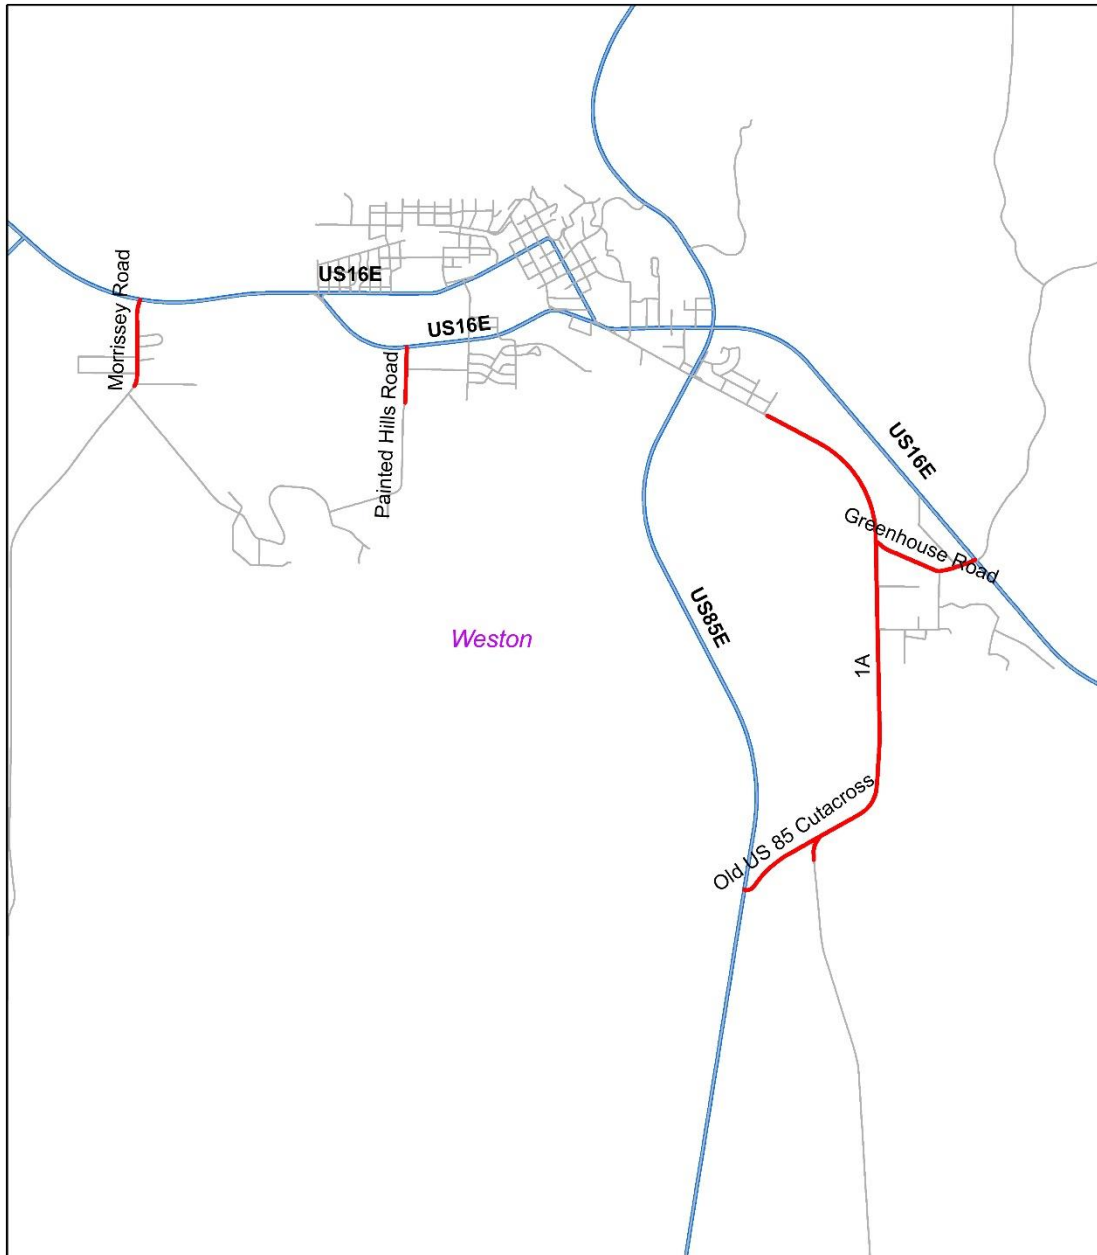 Morrissey Road
US16E
US16E
Painted Hills Road
US16E
Greenhouse Road
US85E
Weston
1A
Old US 85 Cutacross